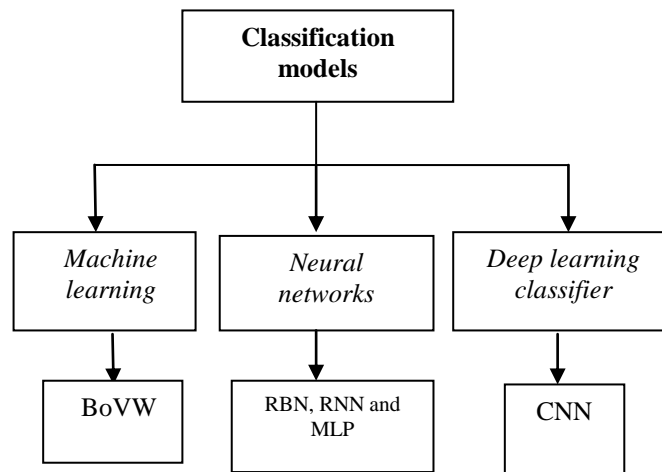 Classification
models
Machine
learning
Neural
networks
Deep learning
classifier
BoVW
RBN, RNN and
MLP
CNN